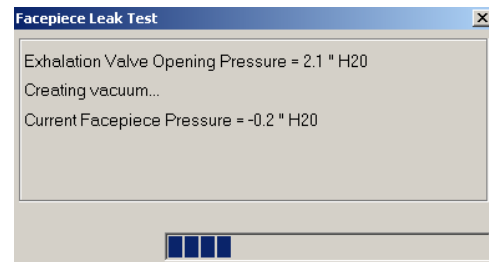 Facepiece Leak Test
Exhalation Valve Opening Pressure = 2.1 " H20
Creating vacuum...
Current Facepiece Pressure = -0.2 " H20